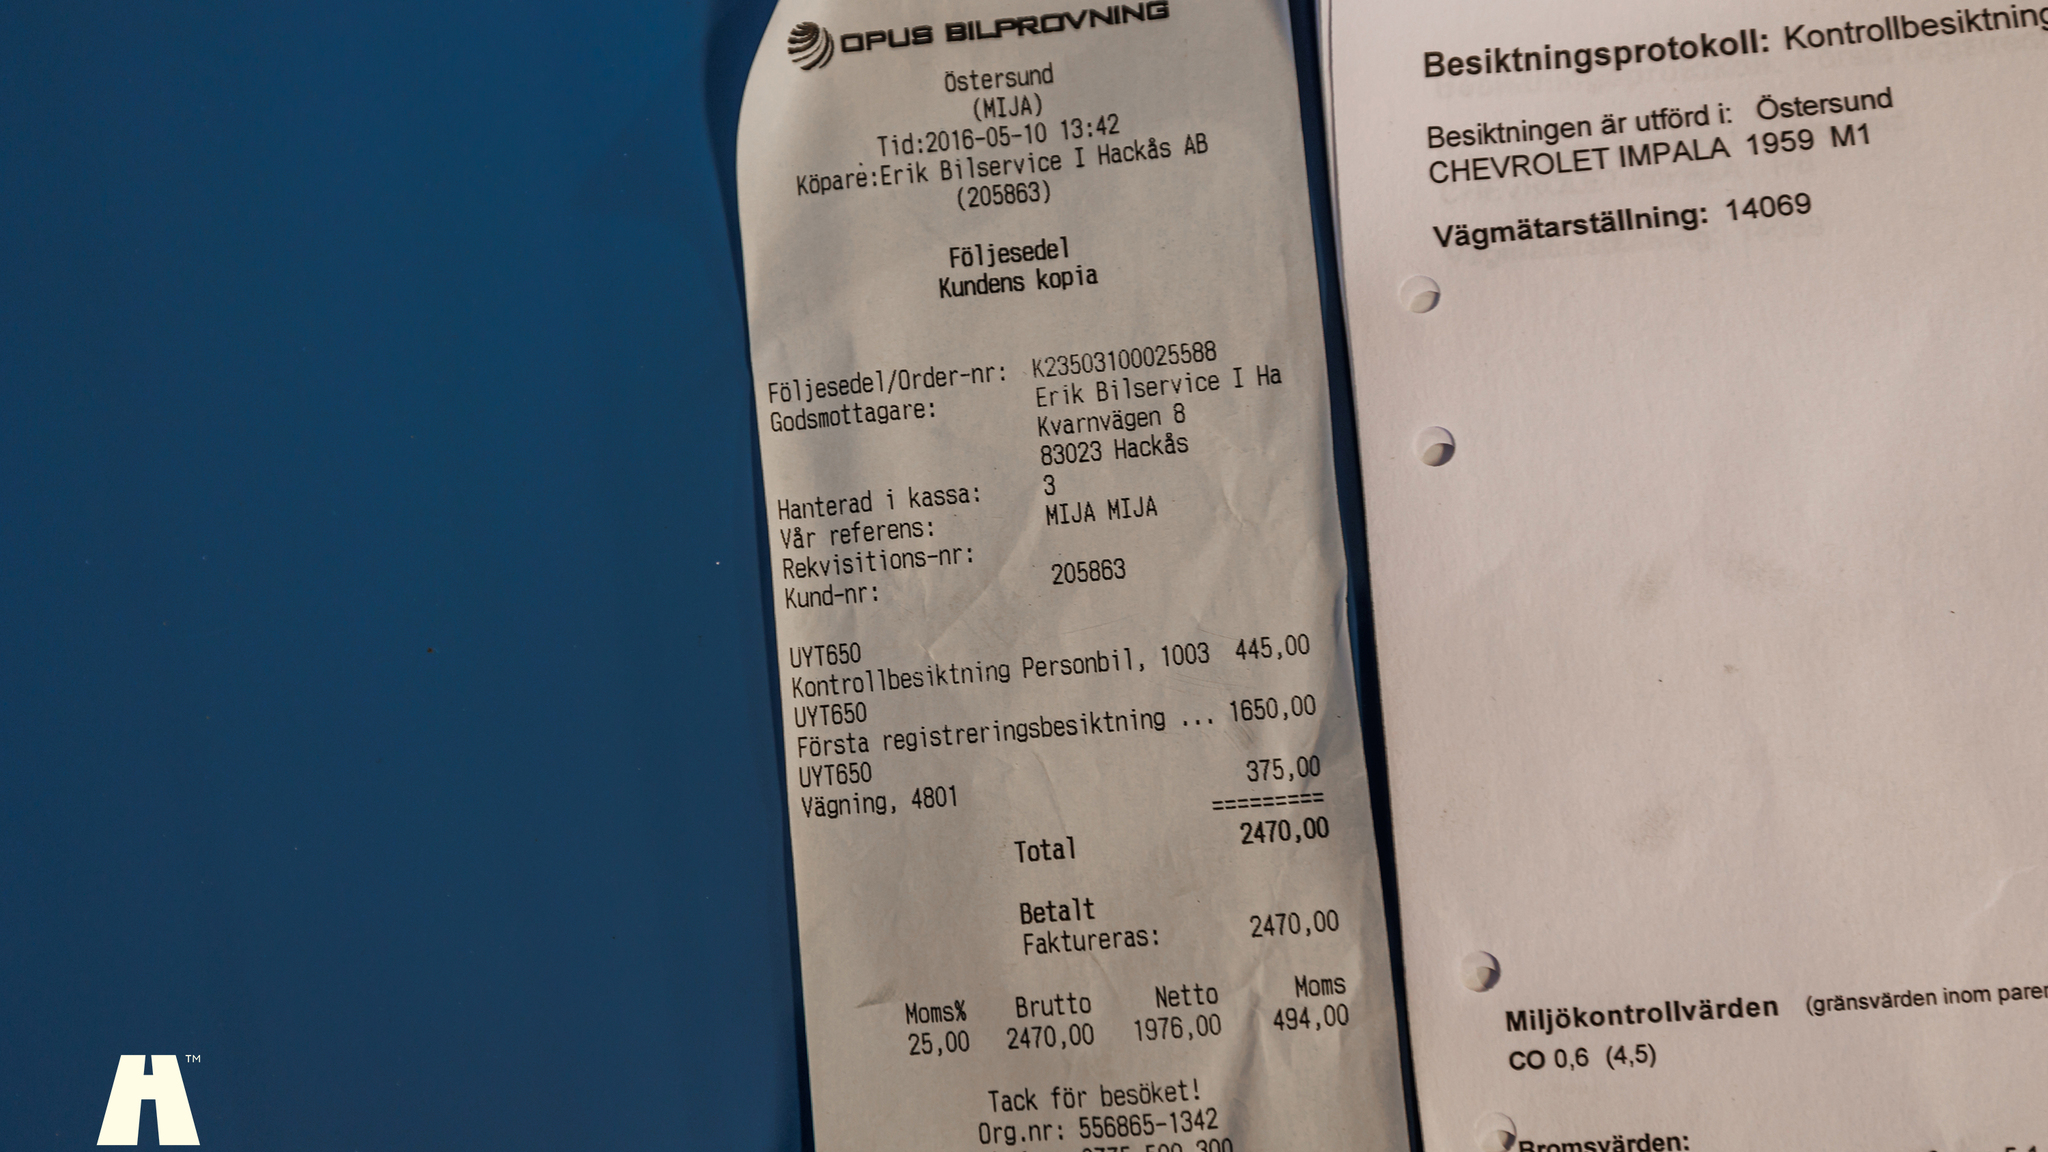 OPUS BILPROVNING
Östersund
(MIJA)
Tid:2016-05-10 13:42
Köpare:Erik Bilservice I Hackås AB
(205863)
Följesedel
Kundens kopia
Följesedel/Order-nr: K23503100025588
Godsmottagare: Erik Bilservice I Ha
Kvarnvägen 8
83023 Hackås
Hanterad i kassa: 3
Vår referens: MIJA MIJA
Rekvisitions-nr:
Kund-nr: 205863
UYT650
Kontrollbesiktning Personbil, 1003 445,00
UYT650
Första registreringsbesiktning ... 1650,00
UYT650
Vägning, 4801 375,00
=========
Total 2470,00
Betalt
Faktureras: 2470,00
Moms% Brutto Netto Moms
25,00 2470,00 1976,00 494,00
Tack för besöket!
Org.nr: 556865-1342
Besiktningsprotokoll: Kontrollbesiktning
Besiktningen är utförd i: Östersund
CHEVROLET IMPALA 1959 M1
Vägmätarställning: 14069
Miljökontrollvärden (gränsvärden inom paren
CO 0,6 (4,5)
Bromsvärden:
H TM